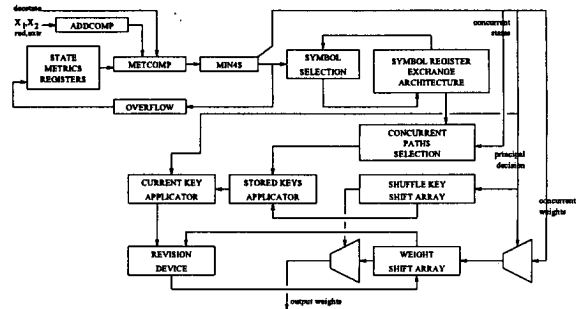 decstate
X1,X2
red,extr
ADDCOMP
concurrent
states
STATE
METRICS
REGISTERS
METCOMP
MIN4S
SYMBOL
SELECTION
SYMBOL REGISTER
EXCHANGE
ARCHITECTURE
OVERFLOW
CONCURRENT
PATHS
SELECTION
principal
decision
CURRENT KEY
APPLICATOR
STORED KEYS
APPLICATOR
SHUFFLE KEY
SHIFT ARRAY
concurrent
weights
REVISION
DEVICE
WEIGHT
SHIFT ARRAY
output weights